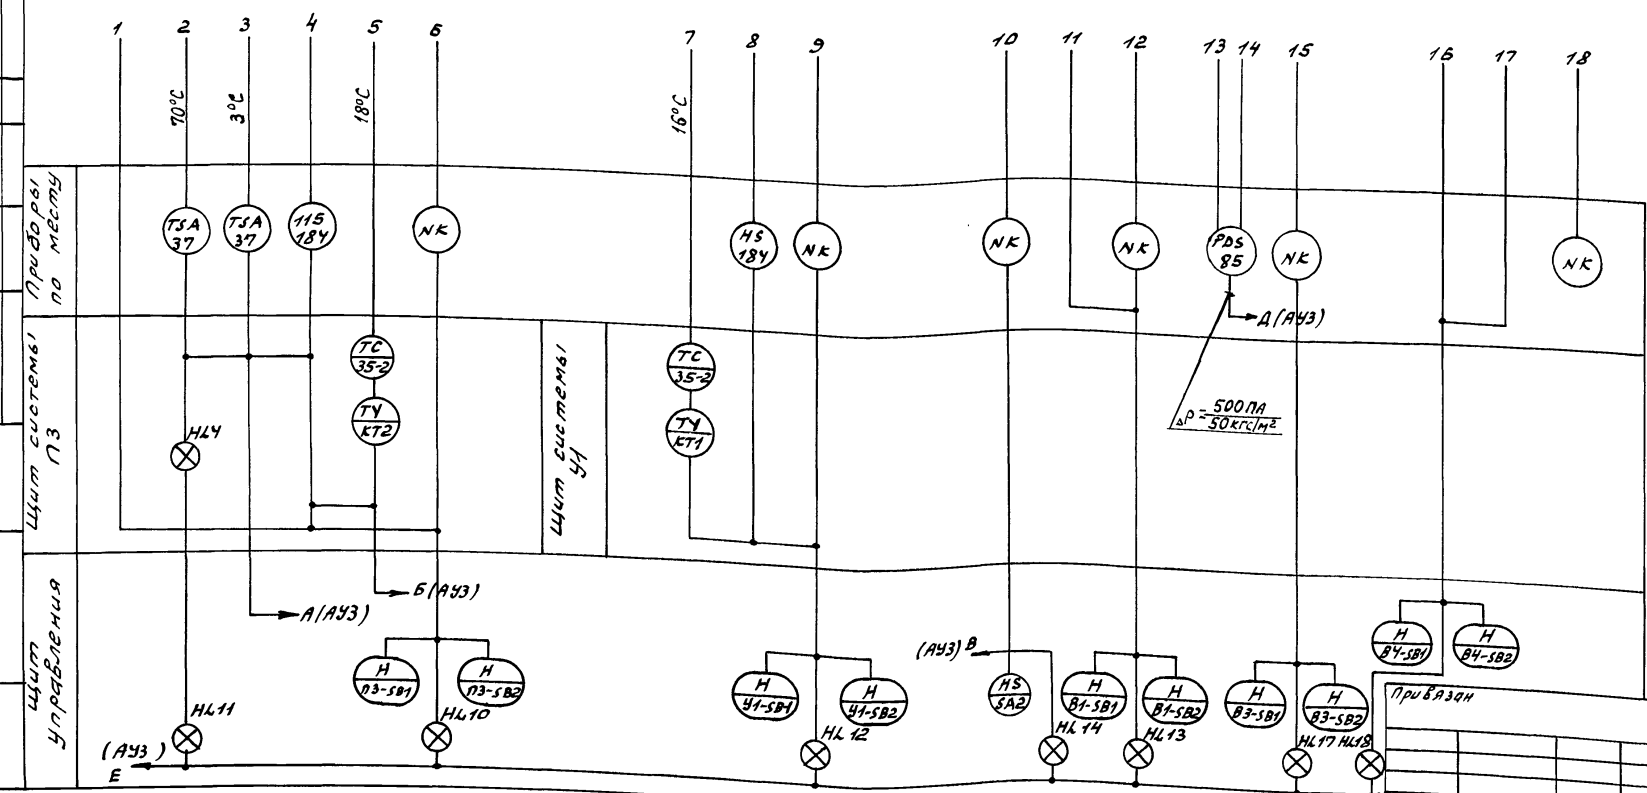 1 2 3 4 5 6 7 8 9 10 11 12 13 14 15 16 17 18
70°С 3°С 18°С 16°С
Приборы
по месту
TSA
37
TSA
37
HS
184
NK
HS
184
NK
NK
NK
PDS
85
NK
NK
Д(АУ3)
Щит системы
П3
TC
35-2
TY
KT2
HL4
Щит системы
У1
TC
35-2
TY
KT1
ΔP = 500 ПА
50 кгс/м²
Щит
управления
А(АУ3)
Б(АУ3)
(АУ3) В
H
П3-SB1
H
П3-SB2
H
У1-SB1
H
У1-SB2
HS
SA2
H
В1-SB1
H
В1-SB2
H
В3-SB1
H
В3-SB2
H
В4-SB1
H
В4-SB2
Привязан
HL11
HL10
HL12
HL14
HL13
HL17 HL18
(АУ3)
Е